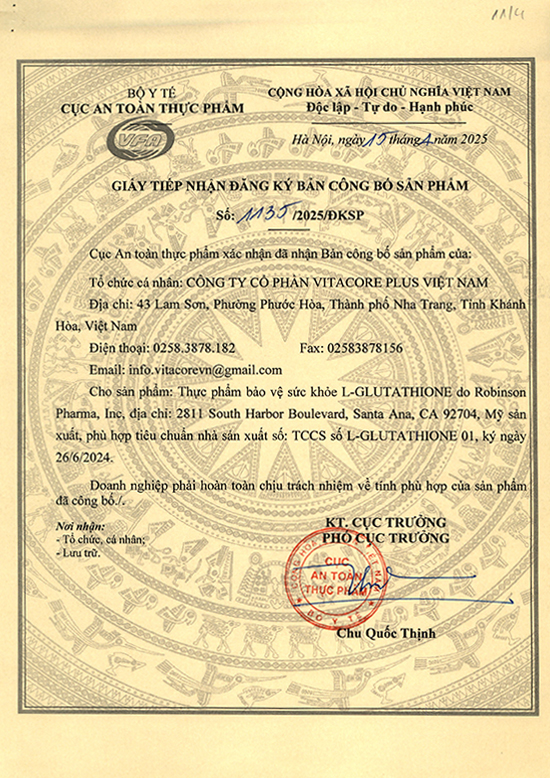 11/4
BỘ Y TẾ
CỤC AN TOÀN THỰC PHẨM
VFA
CỘNG HÒA XÃ HỘI CHỦ NGHĨA VIỆT NAM
Độc lập - Tự do - Hạnh phúc
Hà Nội, ngày 15 tháng 4 năm 2025
GIẤY TIẾP NHẬN ĐĂNG KÝ BẢN CÔNG BỐ SẢN PHẨM
Số: 1135 /2025/ĐKSP
Cục An toàn thực phẩm xác nhận đã nhận Bản công bố sản phẩm của:
Tổ chức cá nhân: CÔNG TY CỔ PHẦN VITACORE PLUS VIỆT NAM
Địa chỉ: 43 Lam Sơn, Phường Phước Hòa, Thành phố Nha Trang, Tỉnh Khánh
Hòa, Việt Nam
Điện thoại: 0258.3878.182 Fax: 02583878156
Email: info.vitacorevn@gmail.com
Cho sản phẩm: Thực phẩm bảo vệ sức khỏe L-GLUTATHIONE do Robinson
Pharma, Inc, địa chỉ: 2811 South Harbor Boulevard, Santa Ana, CA 92704, Mỹ sản
xuất, phù hợp tiêu chuẩn nhà sản xuất số: TCCS số L-GLUTATHIONE 01, ký ngày
26/6/2024.
Doanh nghiệp phải hoàn toàn chịu trách nhiệm về tính phù hợp của sản phẩm
đã công bố./.
Nơi nhận:
- Tổ chức, cá nhân;
- Lưu trữ.
KT. CỤC TRƯỞNG
PHÓ CỤC TRƯỞNG
CỤC
AN TOÀN
THỰC PHẨM
BỘ Y TẾ
Chu Quốc Thịnh